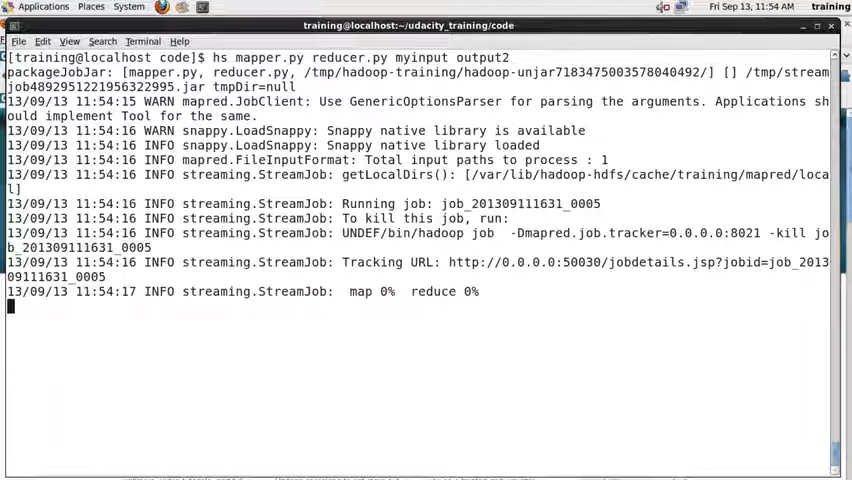 Applications Places System Fri Sep 13, 11:54 AM training
training@localhost:~/udacity_training/code
File Edit View Search Terminal Help
[training@localhost code]$ hs mapper.py reducer.py myinput output2
packageJobJar: [mapper.py, reducer.py, /tmp/hadoop-training/hadoop-unjar7183475003578040492/] [] /tmp/stream
job4892951221956322995.jar tmpDir=null
13/09/13 11:54:15 WARN mapred.JobClient: Use GenericOptionsParser for parsing the arguments. Applications sh
ould implement Tool for the same.
13/09/13 11:54:16 WARN snappy.LoadSnappy: Snappy native library is available
13/09/13 11:54:16 INFO snappy.LoadSnappy: Snappy native library loaded
13/09/13 11:54:16 INFO mapred.FileInputFormat: Total input paths to process : 1
13/09/13 11:54:16 INFO streaming.StreamJob: getLocalDirs(): [/var/lib/hadoop-hdfs/cache/training/mapred/loca
l]
13/09/13 11:54:16 INFO streaming.StreamJob: Running job: job_201309111631_0005
13/09/13 11:54:16 INFO streaming.StreamJob: To kill this job, run:
13/09/13 11:54:16 INFO streaming.StreamJob: UNDEF/bin/hadoop job  -Dmapred.job.tracker=0.0.0.0:8021 -kill jo
b_201309111631_0005
13/09/13 11:54:16 INFO streaming.StreamJob: Tracking URL: http://0.0.0.0:50030/jobdetails.jsp?jobid=job_2013
09111631_0005
13/09/13 11:54:17 INFO streaming.StreamJob:  map 0%  reduce 0%